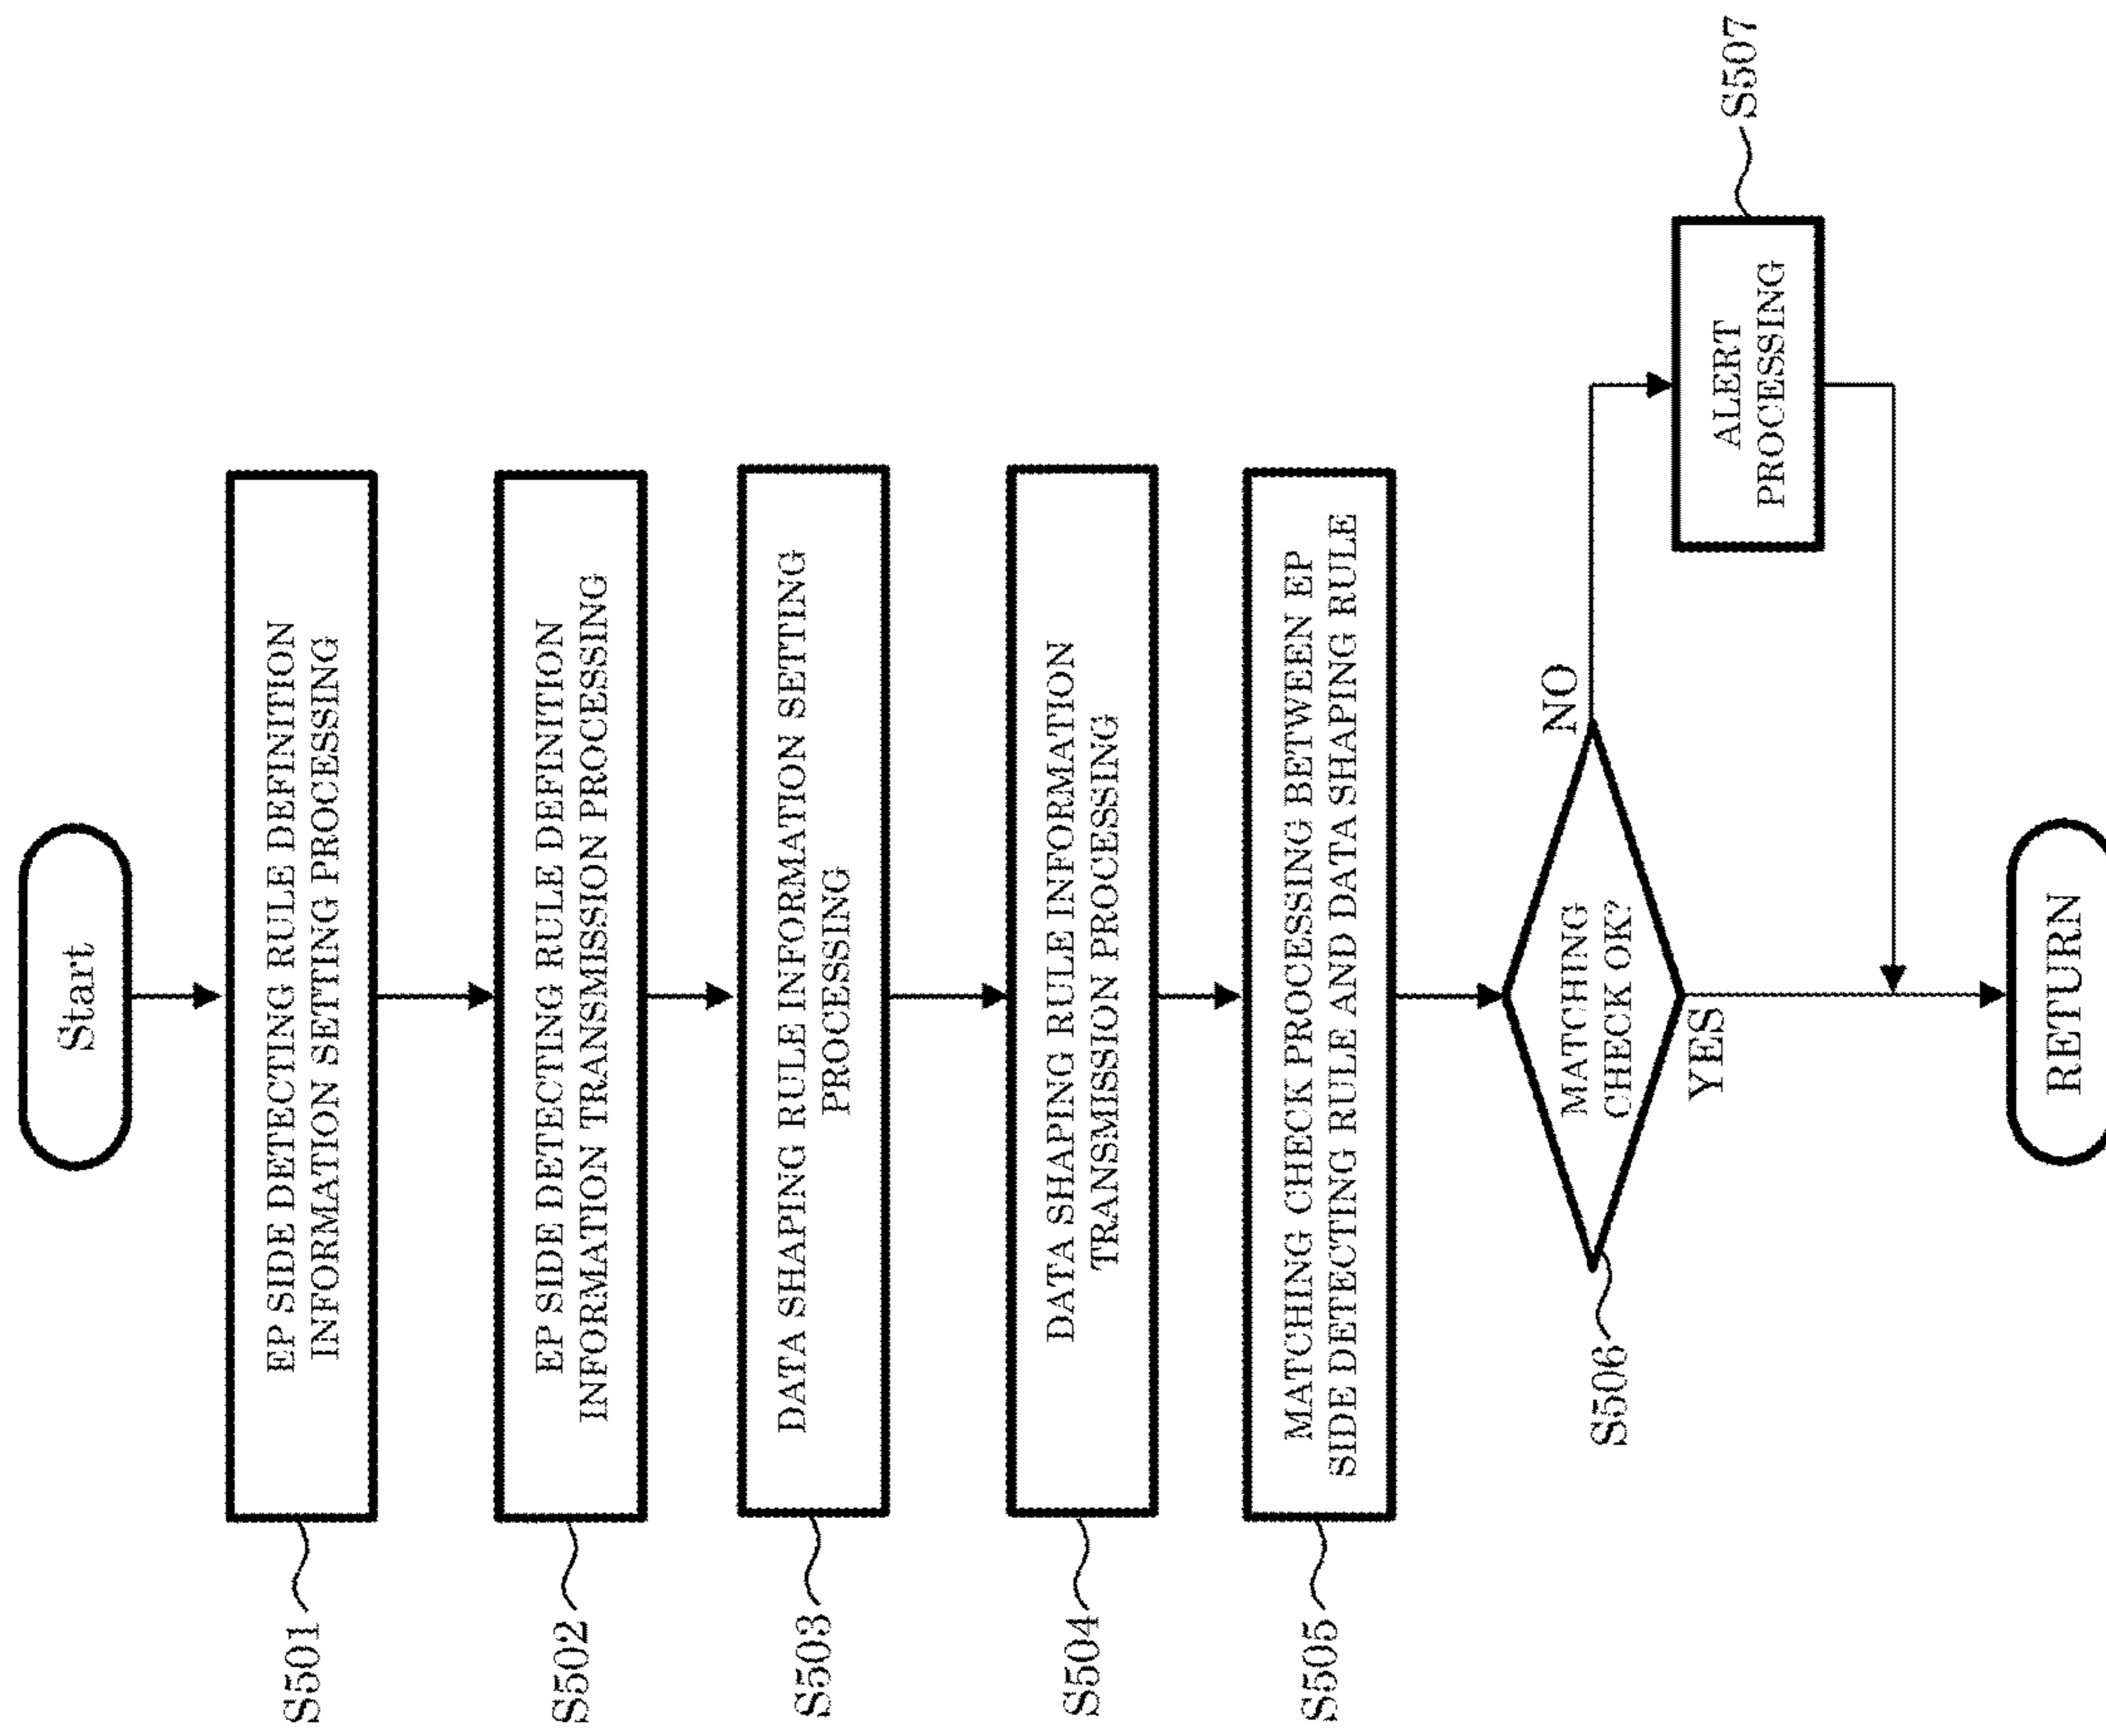 Start
S501
EP SIDE DETECTING RULE DEFINITION
INFORMATION SETTING PROCESSING
S502
EP SIDE DETECTING RULE DEFINITION
INFORMATION TRANSMISSION PROCESSING
S503
DATA SHAPING RULE INFORMATION SETTING
PROCESSING
S504
DATA SHAPING RULE INFORMATION
TRANSMISSION PROCESSING
S505
MATCHING CHECK PROCESSING BETWEEN EP
SIDE DETECTING RULE AND DATA SHAPING RULE
S506
MATCHING
CHECK OK?
NO
YES
S507
ALERT
PROCESSING
RETURN